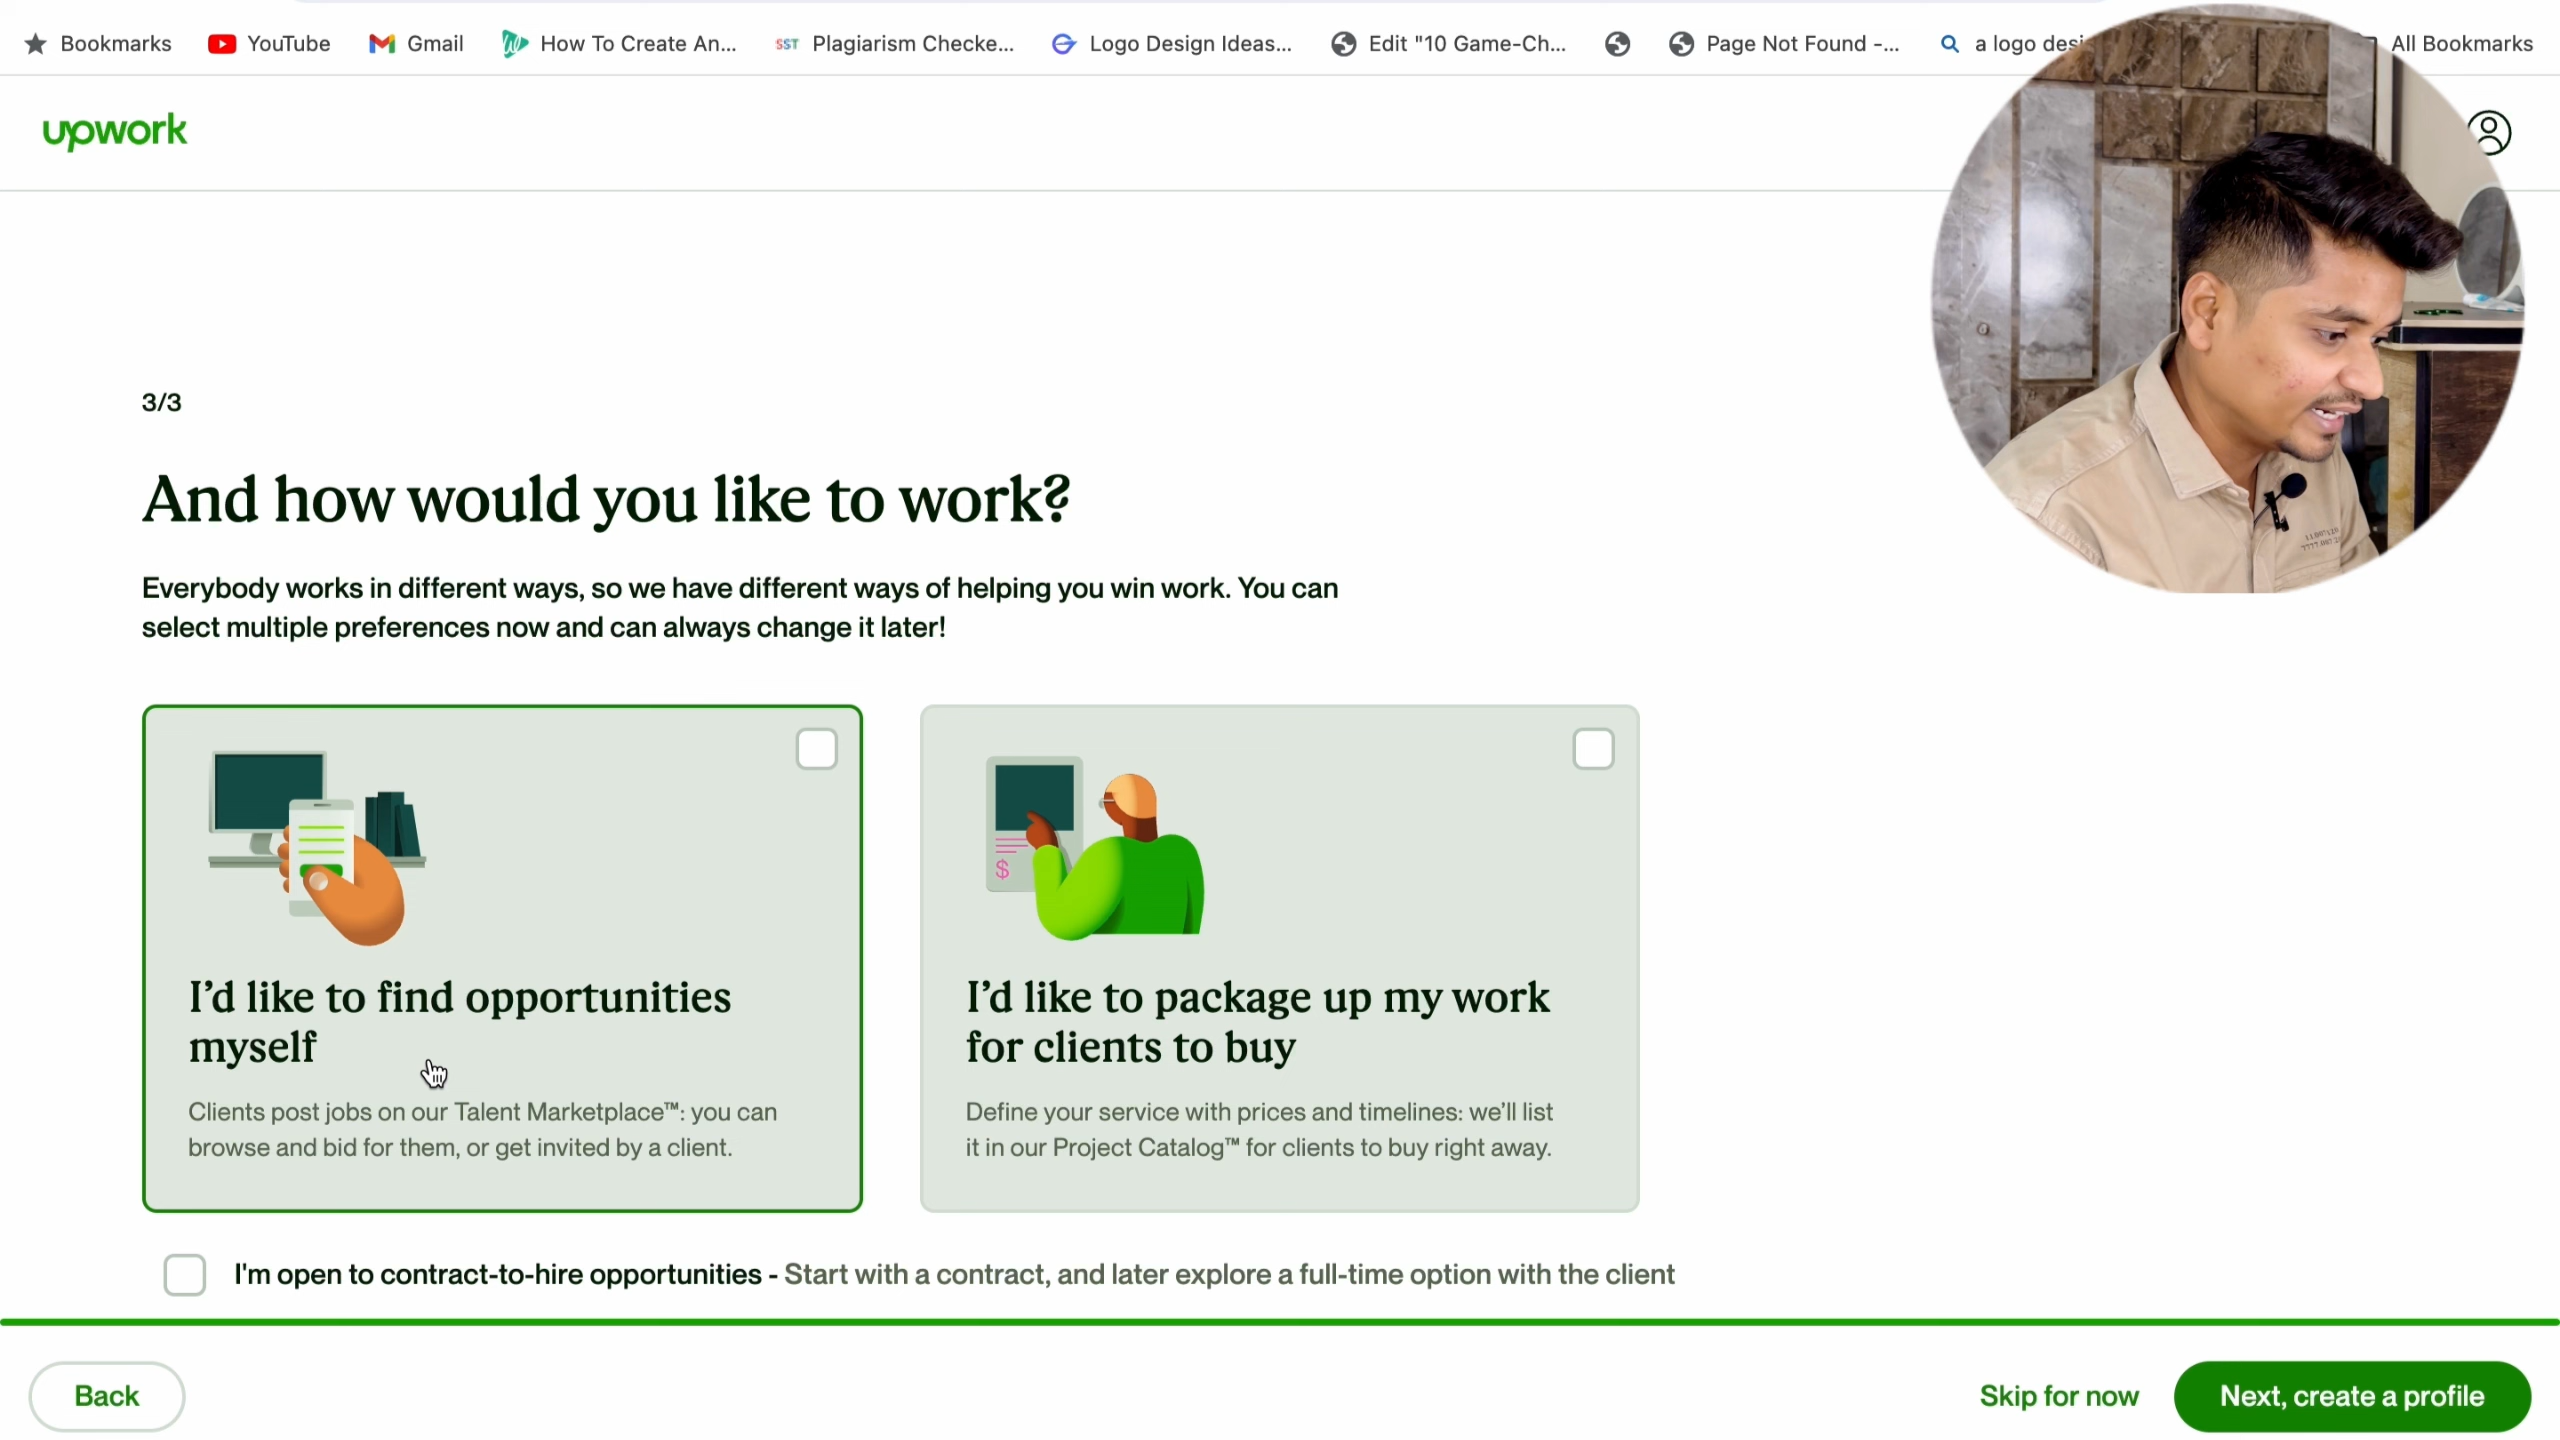 Bookmarks YouTube Gmail How To Create An... SST Plagiarism Checke... Logo Design Ideas... Edit "10 Game-Ch... Page Not Found -... a logo All Bookmarks
upwork
3/3
And how would you like to work?
Everybody works in different ways, so we have different ways of helping you win work. You can
select multiple preferences now and can always change it later!
$
I’d like to find opportunities
myself
Clients post jobs on our Talent Marketplace™: you can
browse and bid for them, or get invited by a client.
I’d like to package up my work
for clients to buy
Define your service with prices and timelines: we’ll list
it in our Project Catalog™ for clients to buy right away.
I'm open to contract-to-hire opportunities - Start with a contract, and later explore a full-time option with the client
Back
Skip for now
Next, create a profile